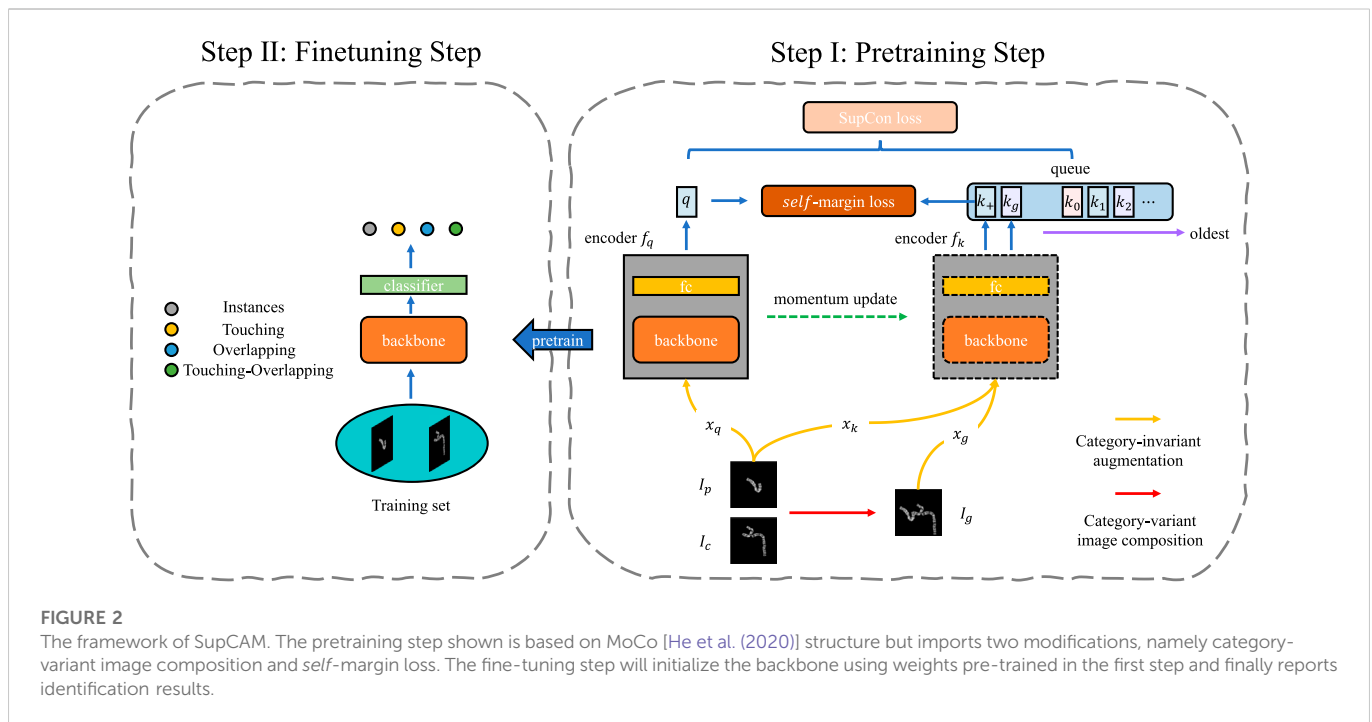 Step II: Finetuning Step
Instances
Touching
Overlapping
Touching-Overlapping
classifier
backbone
Training set
pretrain
Step I: Pretraining Step
SupCon loss
queue
q
self-margin loss
k+
kg
k0
k1
k2
...
oldest
encoder fq
encoder fk
fc
backbone
momentum update
fc
backbone
xq
xk
xg
Ip
Ic
Ig
Category-invariant
augmentation
Category-variant
image composition
FIGURE 2
The framework of SupCAM. The pretraining step shown is based on MoCo [He et al. (2020)] structure but imports two modifications, namely category-
variant image composition and self-margin loss. The fine-tuning step will initialize the backbone using weights pre-trained in the first step and finally reports
identification results.